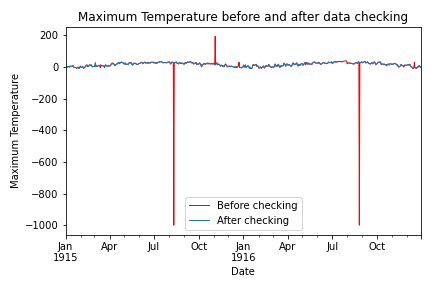 Maximum Temperature before and after data checking
Maximum Temperature
200
0
−200
−400
−600
−800
−1000
Before checking
After checking
Jan Apr Jul Oct Jan Apr Jul Oct
1915 1916
Date